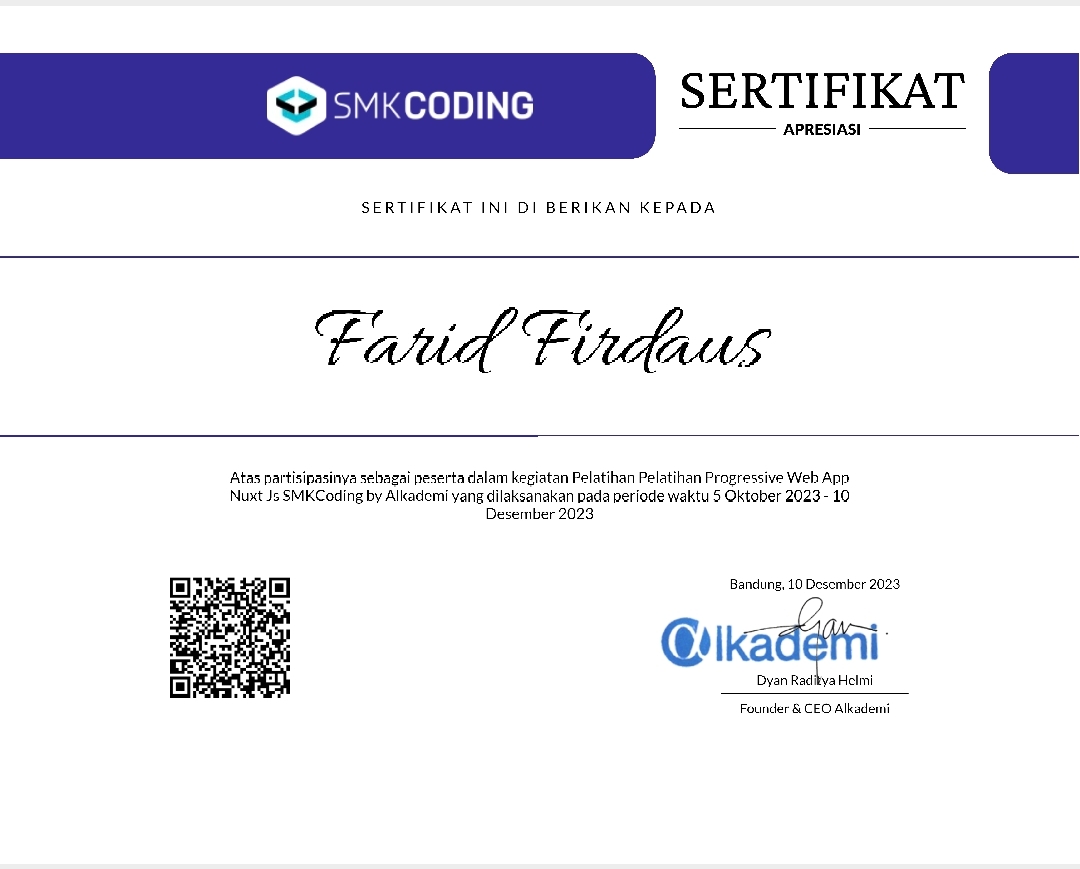 SMKCODING
SERTIFIKAT
APRESIASI
SERTIFIKAT INI DI BERIKAN KEPADA
Farid Firdaus
Atas partisipasinya sebagai peserta dalam kegiatan Pelatihan Pelatihan Progressive Web App
Nuxt Js SMKCoding by Alkademi yang dilaksanakan pada periode waktu 5 Oktober 2023 - 10
Desember 2023
Bandung, 10 Desember 2023
alkademi
Dyan Raditya Helmi
Founder & CEO Alkademi